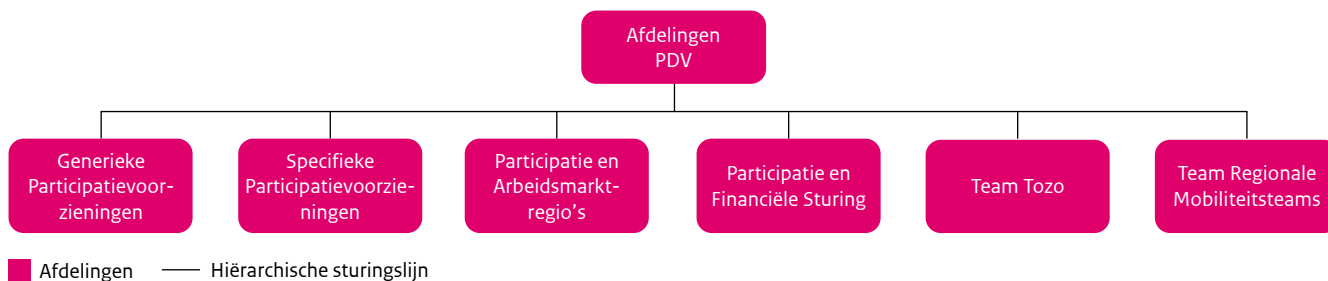 Afdelingen
PDV
Generieke
Participatievoor-
zieningen
Specifieke
Participatievoorzie-
ningen
Participatie en
Arbeidsmarkt-
regio's
Participatie en
Financiële Sturing
Team Tozo
Team Regionale
Mobiliteitsteams
Afdelingen
Hiërarchische sturingslijn